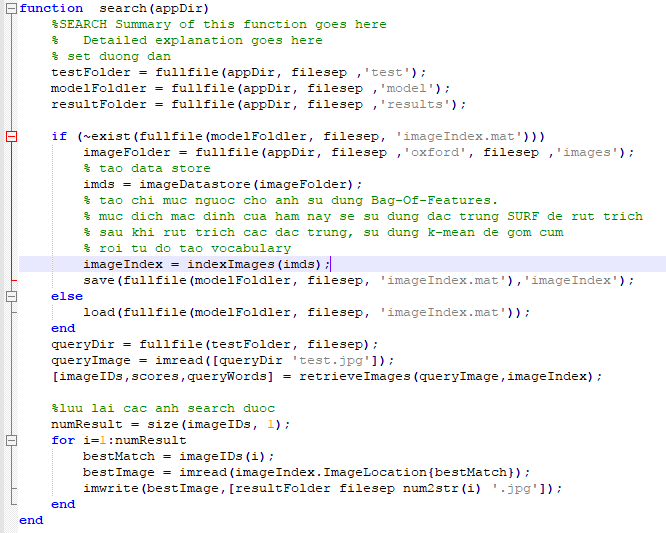 function  search(appDir)
    %SEARCH Summary of this function goes here
    %   Detailed explanation goes here
    % set duong dan
    testFolder = fullfile(appDir, filesep ,'test');
    modelFoldler = fullfile(appDir, filesep ,'model');
    resultFolder = fullfile(appDir, filesep ,'results');

    if (~exist(fullfile(modelFoldler, filesep, 'imageIndex.mat')))
        imageFolder = fullfile(appDir, filesep ,'oxford', filesep ,'images');
        % tao data store
        imds = imageDatastore(imageFolder);
        % tao chi muc nguoc cho anh su dung Bag-Of-Features.
        % muc dich mac dinh cua ham nay se su dung dac trung SURF de rut trich
        % sau khi rut trich cac dac trung, su dung k-mean de gom cum
        % roi tu do tao vocabulary
        imageIndex = indexImages(imds);
        save(fullfile(modelFoldler, filesep, 'imageIndex.mat'),'imageIndex');
    else
        load(fullfile(modelFoldler, filesep, 'imageIndex.mat'));
    end
    queryDir = fullfile(testFolder, filesep);
    queryImage = imread([queryDir 'test.jpg']);
    [imageIDs,scores,queryWords] = retrieveImages(queryImage,imageIndex);

    %luu lai cac anh search duoc
    numResult = size(imageIDs, 1);
    for i=1:numResult
        bestMatch = imageIDs(i);
        bestImage = imread(imageIndex.ImageLocation{bestMatch});
        imwrite(bestImage,[resultFolder filesep num2str(i) '.jpg']);
    end
end